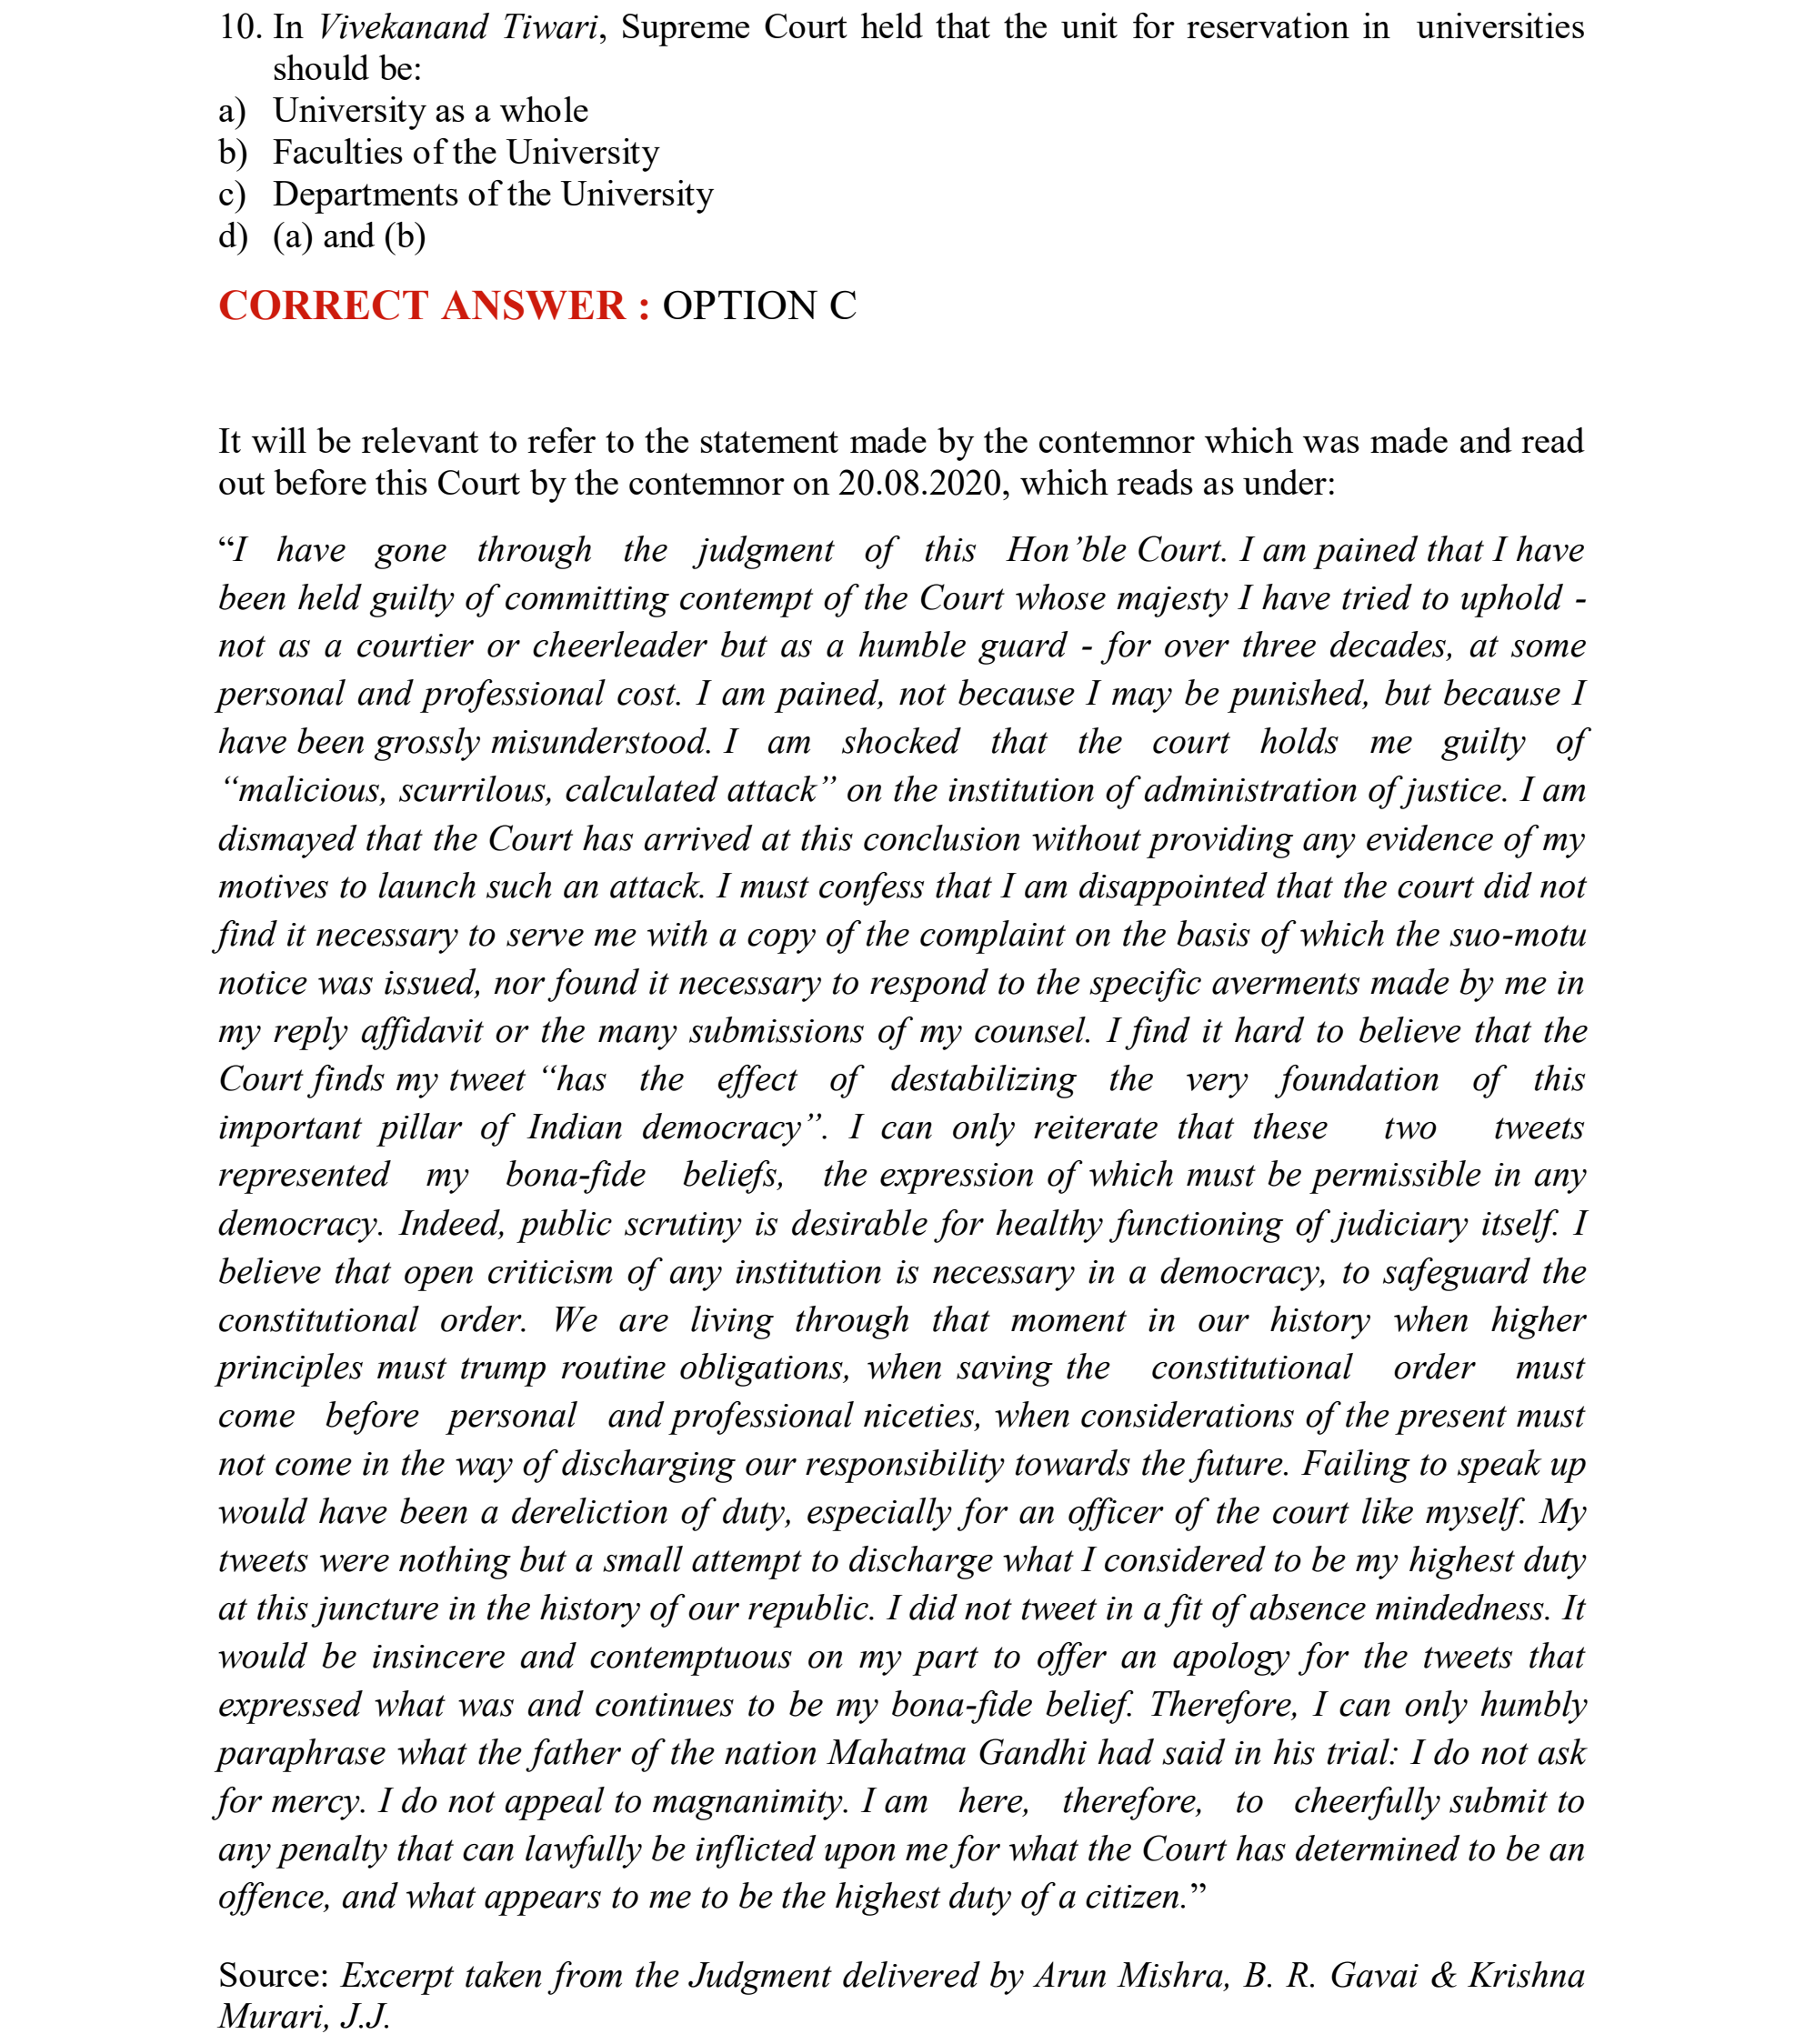 10. In Vivekanand Tiwari, Supreme Court held that the unit for reservation in universities
should be:
a) University as a whole
b) Faculties of the University
c) Departments of the University
d) (a) and (b)
CORRECT ANSWER : OPTION C
It will be relevant to refer to the statement made by the contemnor which was made and read
out before this Court by the contemnor on 20.08.2020, which reads as under:
“I have gone through the judgment of this Hon’ble Court. I am pained that I have
been held guilty of committing contempt of the Court whose majesty I have tried to uphold -
not as a courtier or cheerleader but as a humble guard - for over three decades, at some
personal and professional cost. I am pained, not because I may be punished, but because I
have been grossly misunderstood. I am shocked that the court holds me guilty of
“malicious, scurrilous, calculated attack” on the institution of administration of justice. I am
dismayed that the Court has arrived at this conclusion without providing any evidence of my
motives to launch such an attack. I must confess that I am disappointed that the court did not
find it necessary to serve me with a copy of the complaint on the basis of which the suo-motu
notice was issued, nor found it necessary to respond to the specific averments made by me in
my reply affidavit or the many submissions of my counsel. I find it hard to believe that the
Court finds my tweet “has the effect of destabilizing the very foundation of this
important pillar of Indian democracy”. I can only reiterate that these two tweets
represented my bona-fide beliefs, the expression of which must be permissible in any
democracy. Indeed, public scrutiny is desirable for healthy functioning of judiciary itself. I
believe that open criticism of any institution is necessary in a democracy, to safeguard the
constitutional order. We are living through that moment in our history when higher
principles must trump routine obligations, when saving the constitutional order must
come before personal and professional niceties, when considerations of the present must
not come in the way of discharging our responsibility towards the future. Failing to speak up
would have been a dereliction of duty, especially for an officer of the court like myself. My
tweets were nothing but a small attempt to discharge what I considered to be my highest duty
at this juncture in the history of our republic. I did not tweet in a fit of absence mindedness. It
would be insincere and contemptuous on my part to offer an apology for the tweets that
expressed what was and continues to be my bona-fide belief. Therefore, I can only humbly
paraphrase what the father of the nation Mahatma Gandhi had said in his trial: I do not ask
for mercy. I do not appeal to magnanimity. I am here, therefore, to cheerfully submit to
any penalty that can lawfully be inflicted upon me for what the Court has determined to be an
offence, and what appears to me to be the highest duty of a citizen.”
Source: Excerpt taken from the Judgment delivered by Arun Mishra, B. R. Gavai & Krishna
Murari, J.J.